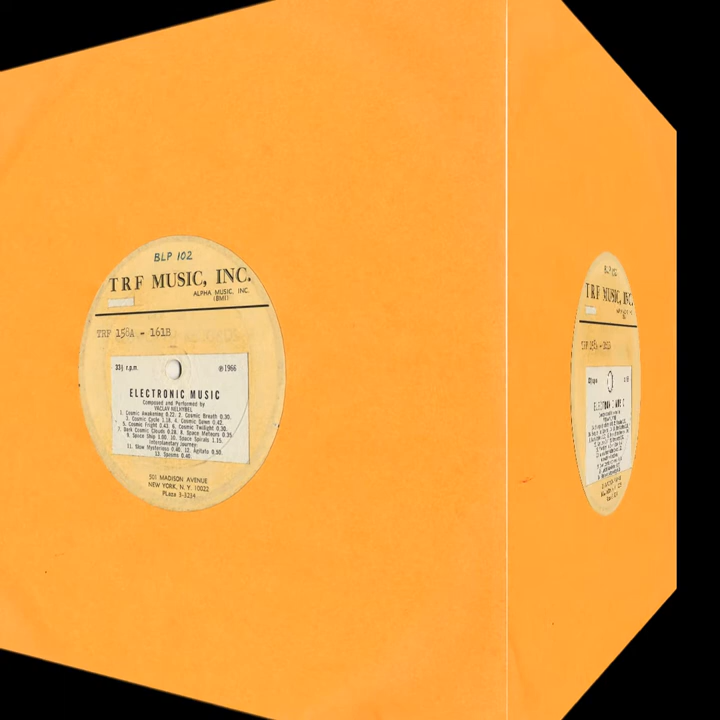 BLP 102
TRF MUSIC, INC.
ALPHA MUSIC, INC.
(BMI)
TRF 158A - 161B
33⅓ r.p.m. ℗ 1966
ELECTRONIC MUSIC
Composed and Performed by
VACLAV NELHYBEL
1. Cosmic Awakening 0.22. 2. Cosmic Breath 0.30.
3. Cosmic Cycle 1.18. 4. Cosmic Dawn 0.42.
5. Cosmic Fright 0.43. 6. Cosmic Twilight 0.30.
7. Dark Cosmic Clouds 0.28. 8. Space Meteors 0.35
9. Space Ship 1.00. 10. Space Spirals 1.15.
Interplanetary Journey:
11. Slow Mysterioso 0.40. 12. Agitato 0.50.
13. Spasms 0.40.
501 MADISON AVENUE
NEW YORK, N. Y. 10022
PLaza 3-3254
BLP 102
TRF MUSIC, INC.